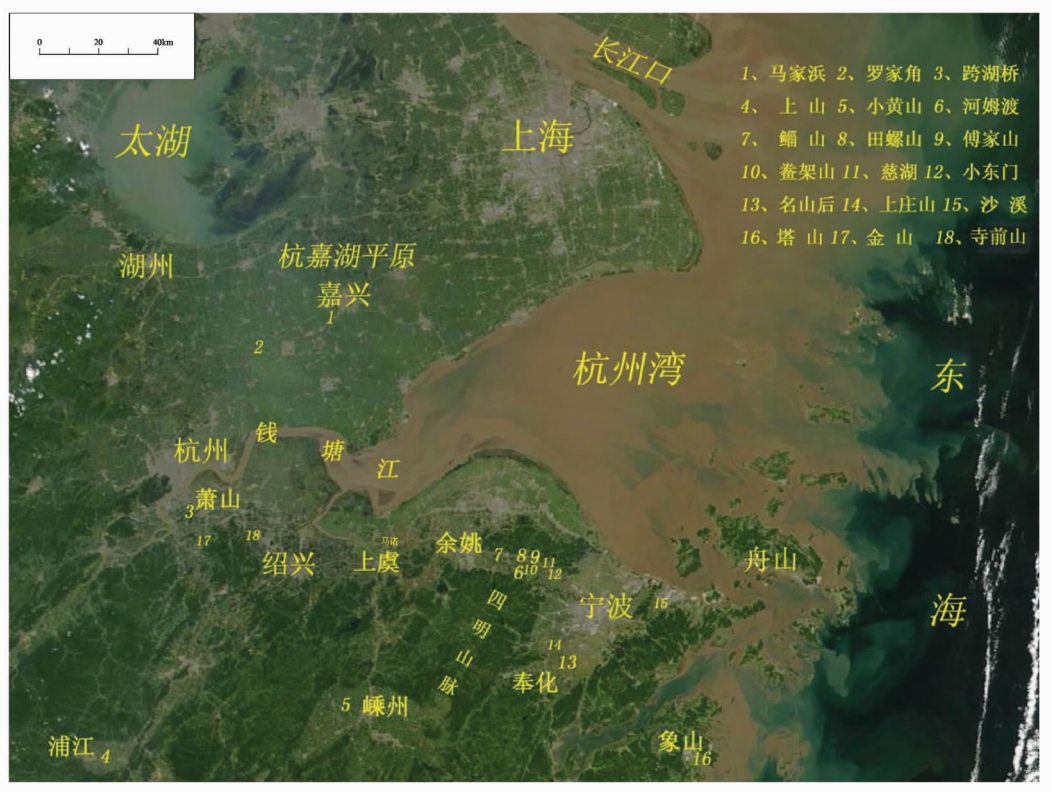 0 20 40km
长江口
1、马家浜 2、罗家角 3、跨湖桥
4、上山 5、小黄山 6、河姆渡
7、鲻山 8、田螺山 9、傅家山
10、鲞架山 11、慈湖 12、小东门
13、名山后 14、上庄山 15、沙溪
16、塔山 17、金山 18、寺前山
太湖
上海
湖州
杭嘉湖平原
嘉兴
1
2
杭州湾
东
海
杭州
钱
塘
江
萧山
3
17
18
绍兴
上虞
余姚
7
8
9
11
6
10
12
舟山
宁波
15
四
明
山
脉
14
13
奉化
5
嵊州
浦江
4
象山
16